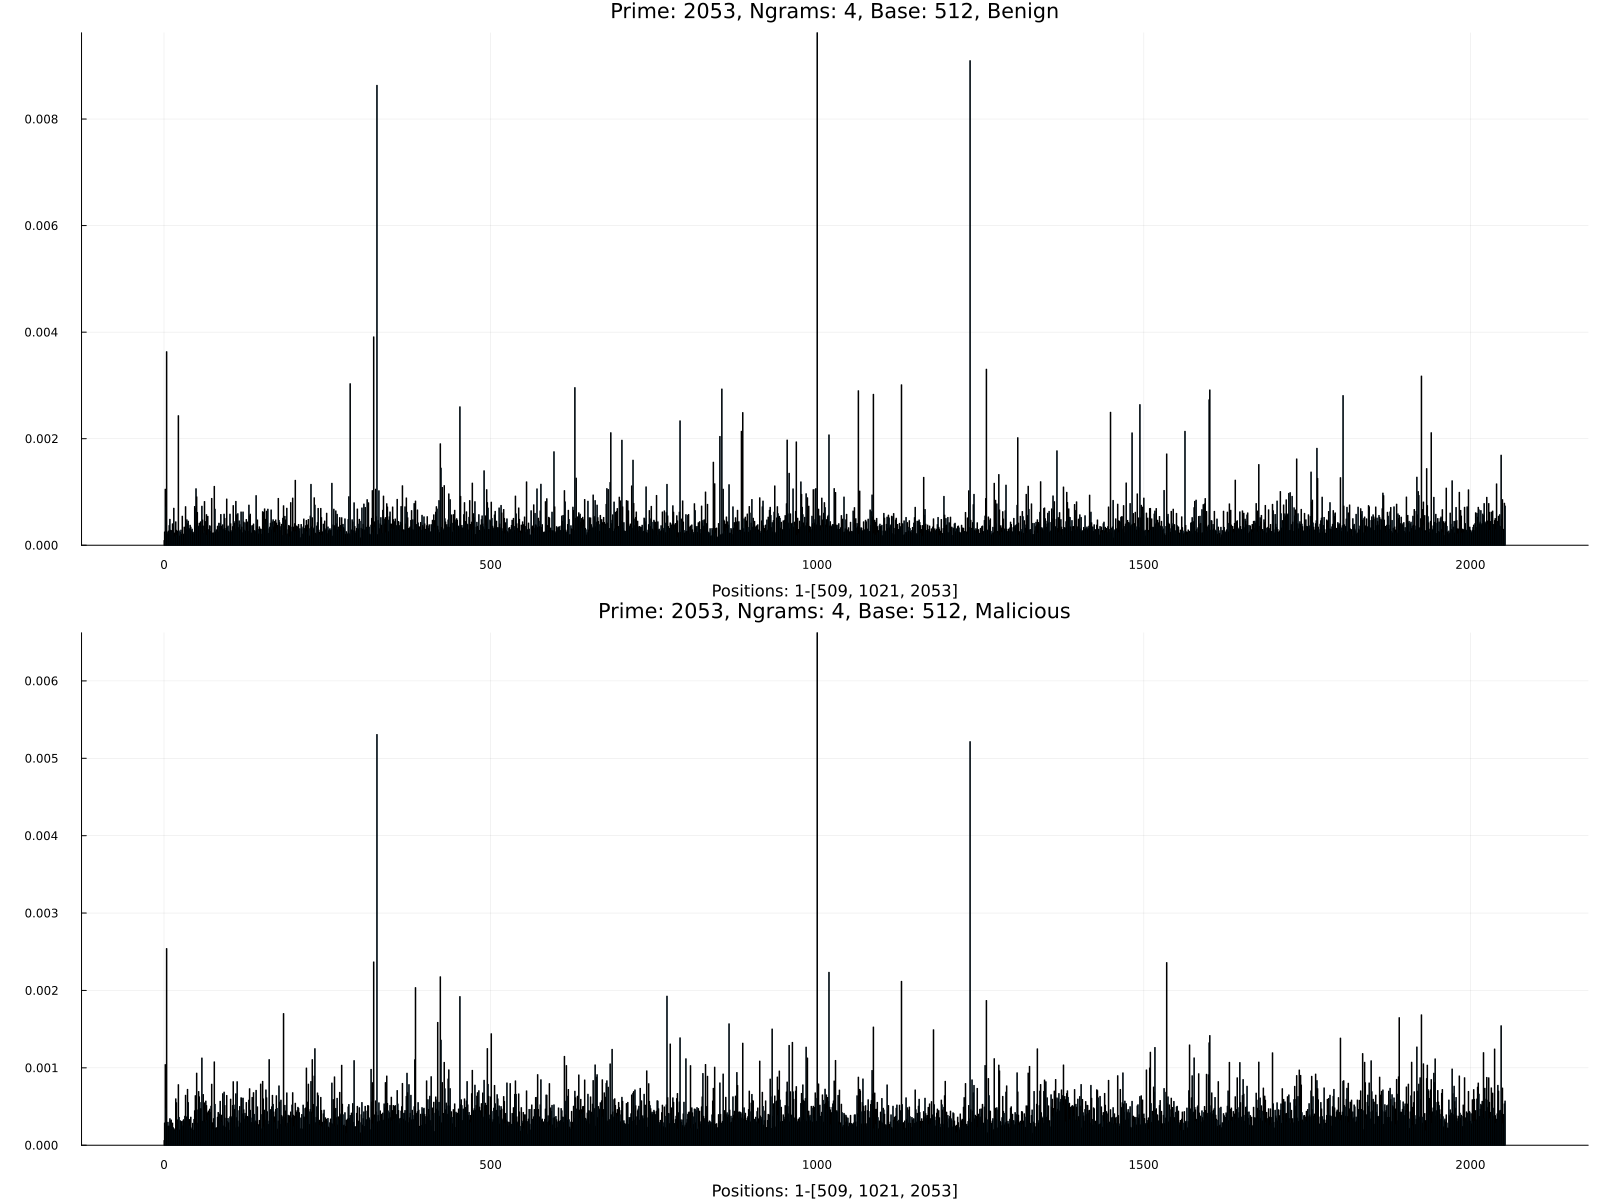 Prime: 2053, Ngrams: 4, Base: 512, Benign
0.008
0.006
0.004
0.002
0.000
0 500 1000 1500 2000
Positions: 1-[509, 1021, 2053]
Prime: 2053, Ngrams: 4, Base: 512, Malicious
0.006
0.005
0.004
0.003
0.002
0.001
0.000
0 500 1000 1500 2000
Positions: 1-[509, 1021, 2053]